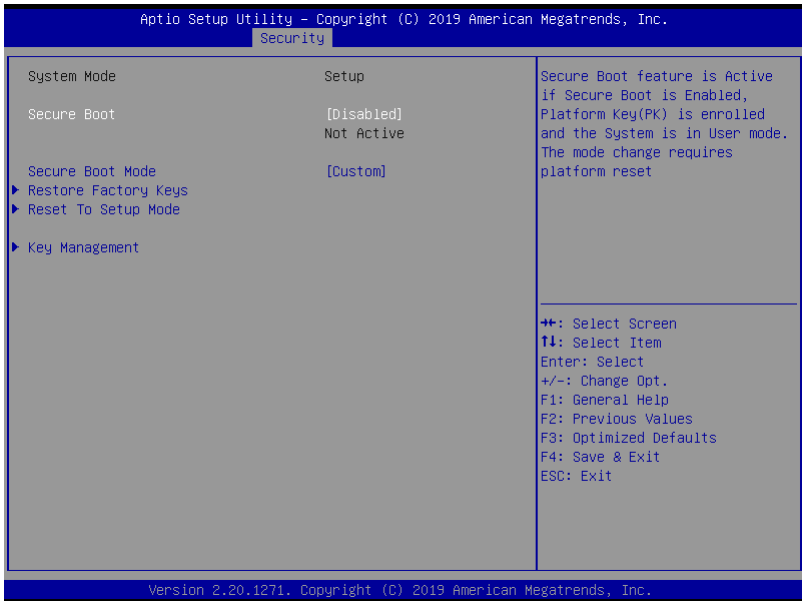 Aptio Setup Utility – Copyright (C) 2019 American Megatrends, Inc.
Security
System Mode Setup
Secure Boot [Disabled]
Not Active
Secure Boot Mode [Custom]
Restore Factory Keys
Reset To Setup Mode
Key Management
Secure Boot feature is Active
if Secure Boot is Enabled,
Platform Key(PK) is enrolled
and the System is in User mode.
The mode change requires
platform reset
→←: Select Screen
↑↓: Select Item
Enter: Select
+/-: Change Opt.
F1: General Help
F2: Previous Values
F3: Optimized Defaults
F4: Save & Exit
ESC: Exit
Version 2.20.1271. Copyright (C) 2019 American Megatrends, Inc.